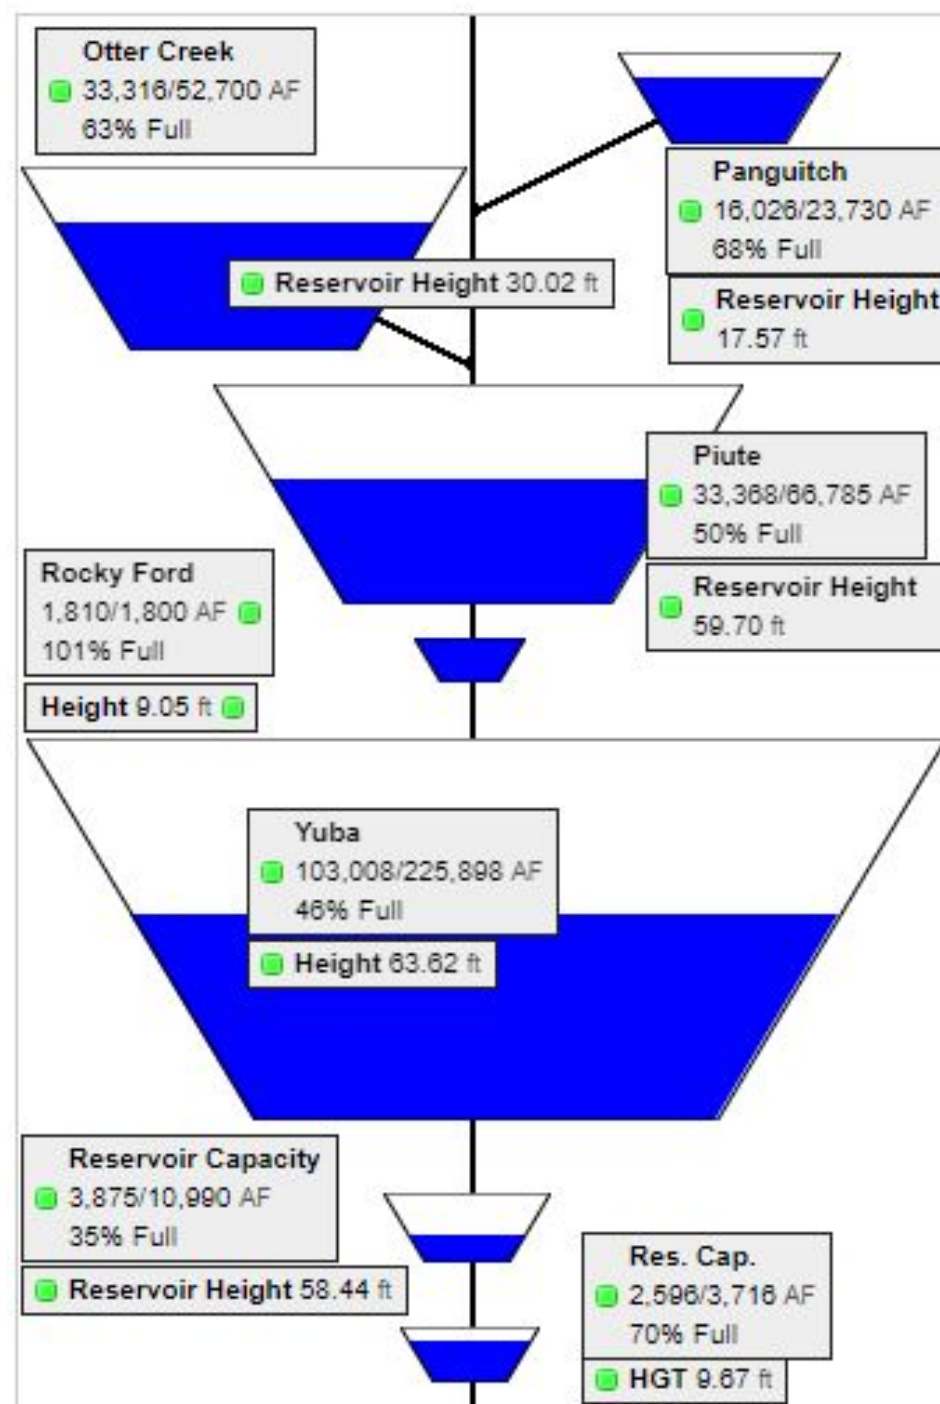 Otter Creek
33,316/52,700 AF
63% Full
Panguitch
16,026/23,730 AF
68% Full
Reservoir Height 30.02 ft
Reservoir Height
17.57 ft
Piute
33,368/66,785 AF
50% Full
Rocky Ford
1,810/1,800 AF
101% Full
Reservoir Height
59.70 ft
Height 9.05 ft
Yuba
103,008/225,898 AF
46% Full
Height 63.62 ft
Reservoir Capacity
3,875/10,990 AF
35% Full
Reservoir Height 58.44 ft
Res. Cap.
2,596/3,716 AF
70% Full
HGT 9.67 ft